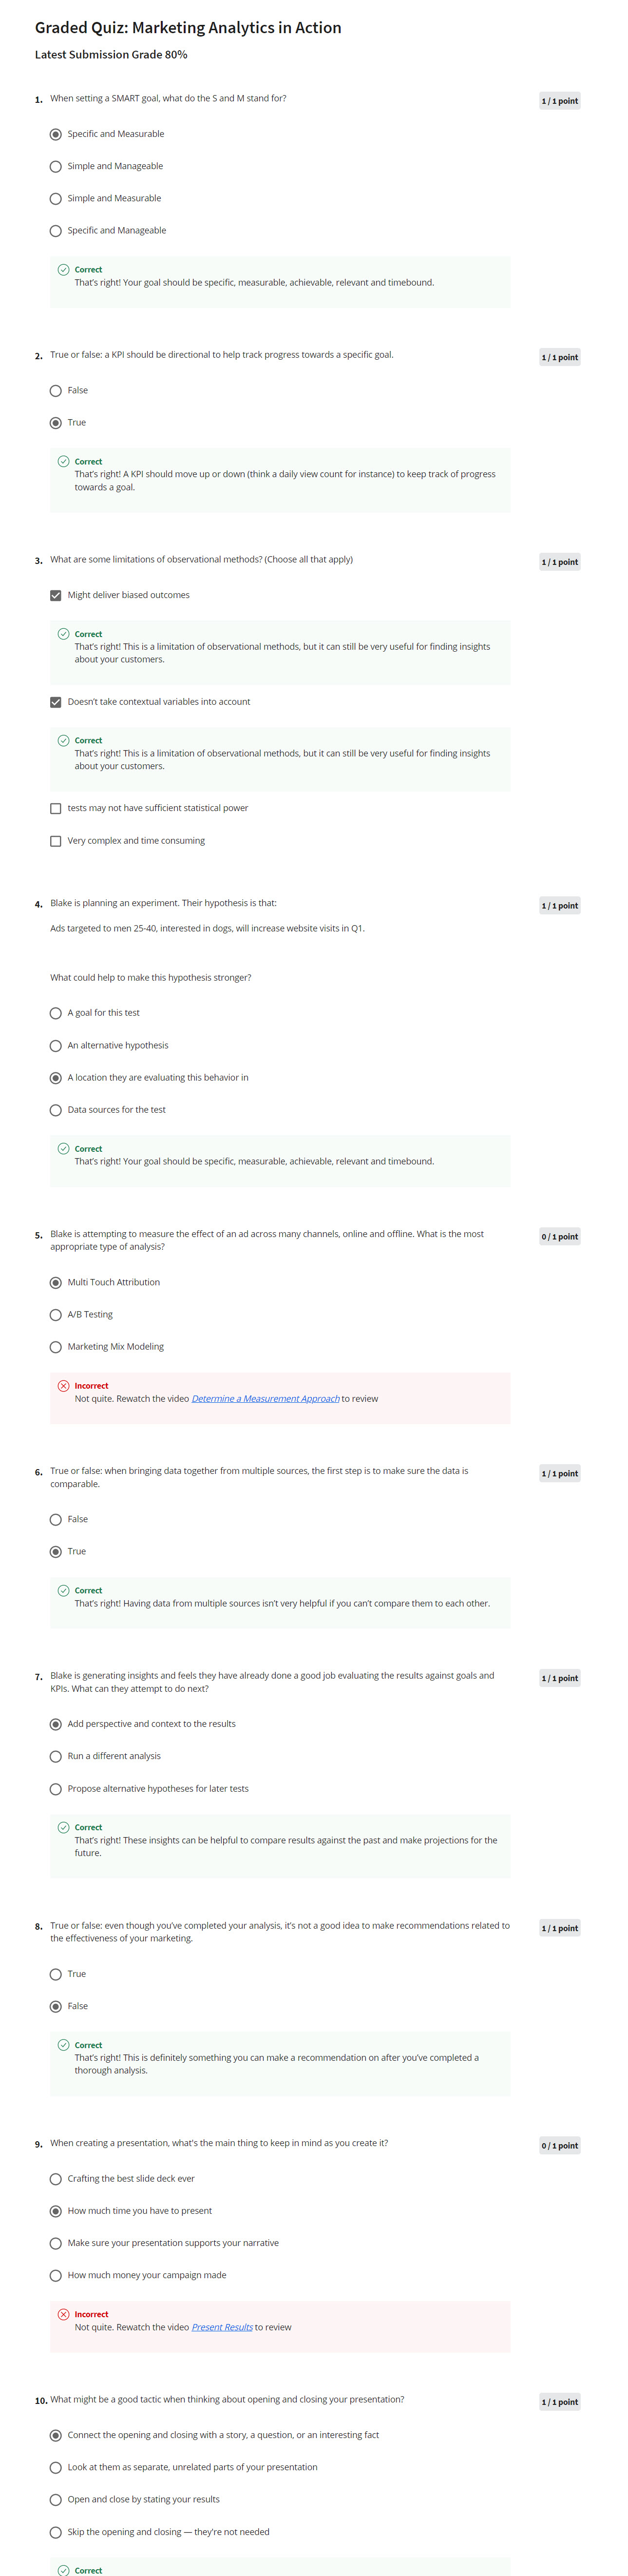 Graded Quiz: Marketing Analytics in Action
Latest Submission Grade 80%
1. When setting a SMART goal, what do the S and M stand for?
1 / 1 point
Specific and Measurable
Simple and Manageable
Simple and Measurable
Specific and Manageable
Correct
That's right! Your goal should be specific, measurable, achievable, relevant and timebound.
2. True or false: a KPI should be directional to help track progress towards a specific goal.
1 / 1 point
False
True
Correct
That's right! A KPI should move up or down (think a daily view count for instance) to keep track of progress
towards a goal.
3. What are some limitations of observational methods? (Choose all that apply)
1 / 1 point
Might deliver biased outcomes
Correct
That's right! This is a limitation of observational methods, but it can still be very useful for finding insights
about your customers.
Doesn't take contextual variables into account
Correct
That's right! This is a limitation of observational methods, but it can still be very useful for finding insights
about your customers.
tests may not have sufficient statistical power
Very complex and time consuming
4. Blake is planning an experiment. Their hypothesis is that:
1 / 1 point
Ads targeted to men 25-40, interested in dogs, will increase website visits in Q1.
What could help to make this hypothesis stronger?
A goal for this test
An alternative hypothesis
A location they are evaluating this behavior in
Data sources for the test
Correct
That's right! Your goal should be specific, measurable, achievable, relevant and timebound.
5. Blake is attempting to measure the effect of an ad across many channels, online and offline. What is the most
appropriate type of analysis?
0 / 1 point
Multi Touch Attribution
A/B Testing
Marketing Mix Modeling
Incorrect
Not quite. Rewatch the video Determine a Measurement Approach to review
6. True or false: when bringing data together from multiple sources, the first step is to make sure the data is
comparable.
1 / 1 point
False
True
Correct
That's right! Having data from multiple sources isn't very helpful if you can't compare them to each other.
7. Blake is generating insights and feels they have already done a good job evaluating the results against goals and
KPIs. What can they attempt to do next?
1 / 1 point
Add perspective and context to the results
Run a different analysis
Propose alternative hypotheses for later tests
Correct
That's right! These insights can be helpful to compare results against the past and make projections for the
future.
8. True or false: even though you've completed your analysis, it's not a good idea to make recommendations related to
the effectiveness of your marketing.
1 / 1 point
True
False
Correct
That's right! This is definitely something you can make a recommendation on after you've completed a
thorough analysis.
9. When creating a presentation, what's the main thing to keep in mind as you create it?
0 / 1 point
Crafting the best slide deck ever
How much time you have to present
Make sure your presentation supports your narrative
How much money your campaign made
Incorrect
Not quite. Rewatch the video Present Results to review
10. What might be a good tactic when thinking about opening and closing your presentation?
1 / 1 point
Connect the opening and closing with a story, a question, or an interesting fact
Look at them as separate, unrelated parts of your presentation
Open and close by stating your results
Skip the opening and closing — they're not needed
Correct